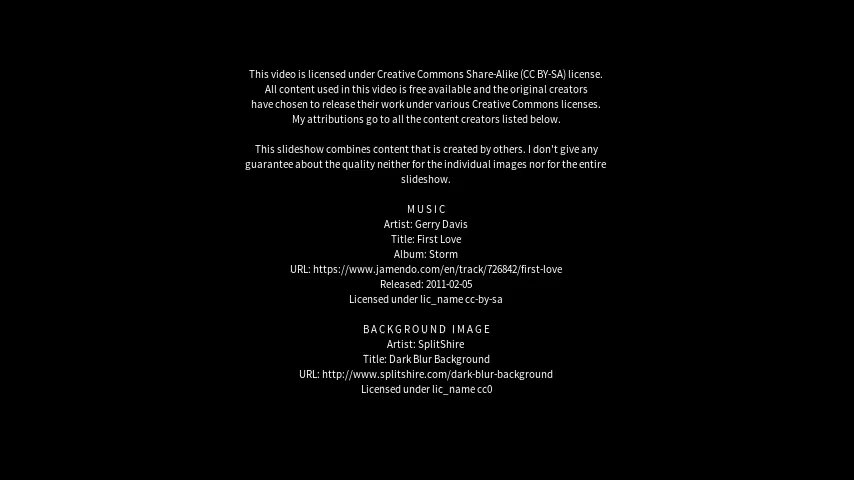 This video is licensed under Creative Commons Share-Alike (CC BY-SA) license.
All content used in this video is free available and the original creators
have chosen to release their work under various Creative Commons licenses.
My attributions go to all the content creators listed below.
This slideshow combines content that is created by others. I don't give any
guarantee about the quality neither for the individual images nor for the entire
slideshow.
MUSIC
Artist: Gerry Davis
Title: First Love
Album: Storm
URL: https://www.jamendo.com/en/track/726842/first-love
Released: 2011-02-05
Licensed under lic_name cc-by-sa
BACKGROUND IMAGE
Artist: SplitShire
Title: Dark Blur Background
URL: http://www.splitshire.com/dark-blur-background
Licensed under lic_name cc0